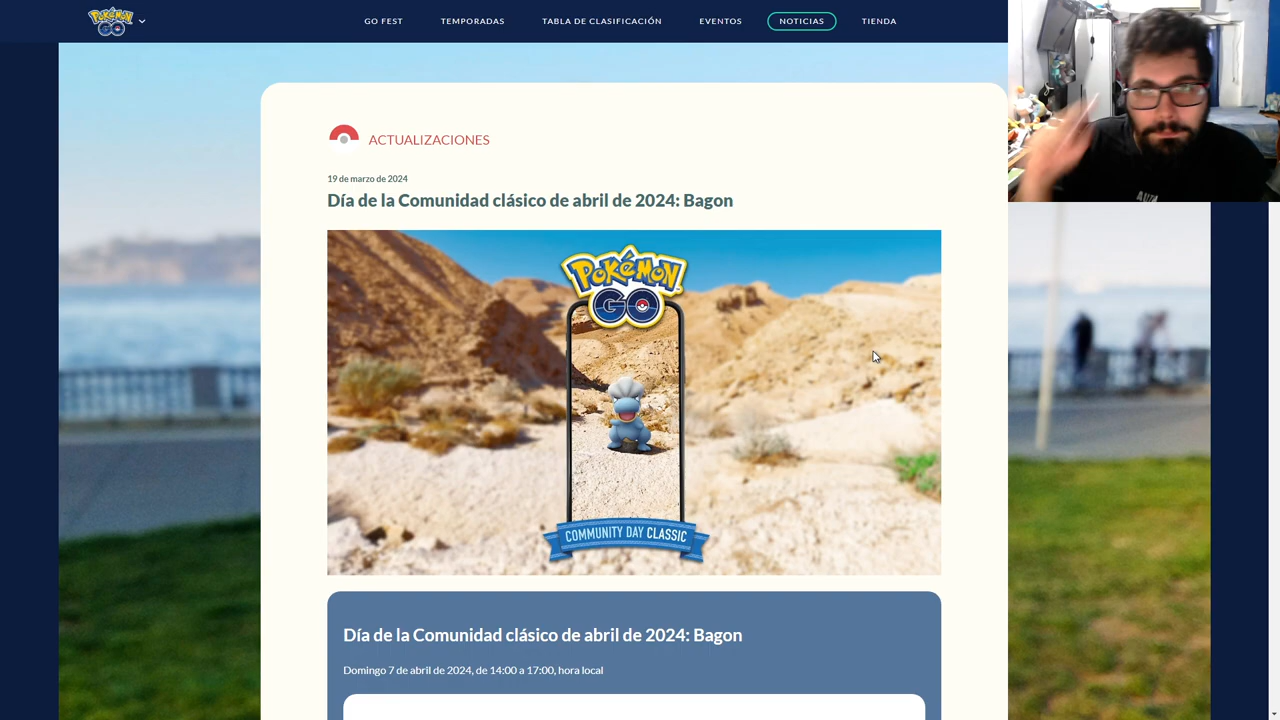 Pokémon GO
GO FEST
TEMPORADAS
TABLA DE CLASIFICACIÓN
EVENTOS
NOTICIAS
TIENDA
ACTUALIZACIONES
19 de marzo de 2024
Día de la Comunidad clásico de abril de 2024: Bagon
POKÉMON
GO
COMMUNITY DAY CLASSIC
Día de la Comunidad clásico de abril de 2024: Bagon
Domingo 7 de abril de 2024, de 14:00 a 17:00, hora local